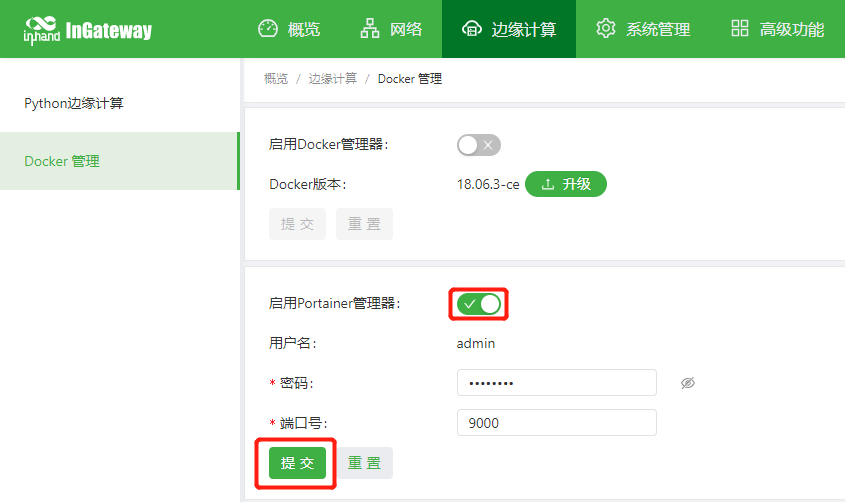 inhand InGateway 概览 网络 边缘计算 系统管理 高级功能
概览 / 边缘计算 / Docker 管理
Python边缘计算
Docker 管理
启用Docker管理器：
Docker版本： 18.06.3-ce 升级
提 交 重 置
启用Portainer管理器：
用户名： admin
* 密码： ••••••••
* 端口号： 9000
提 交 重 置